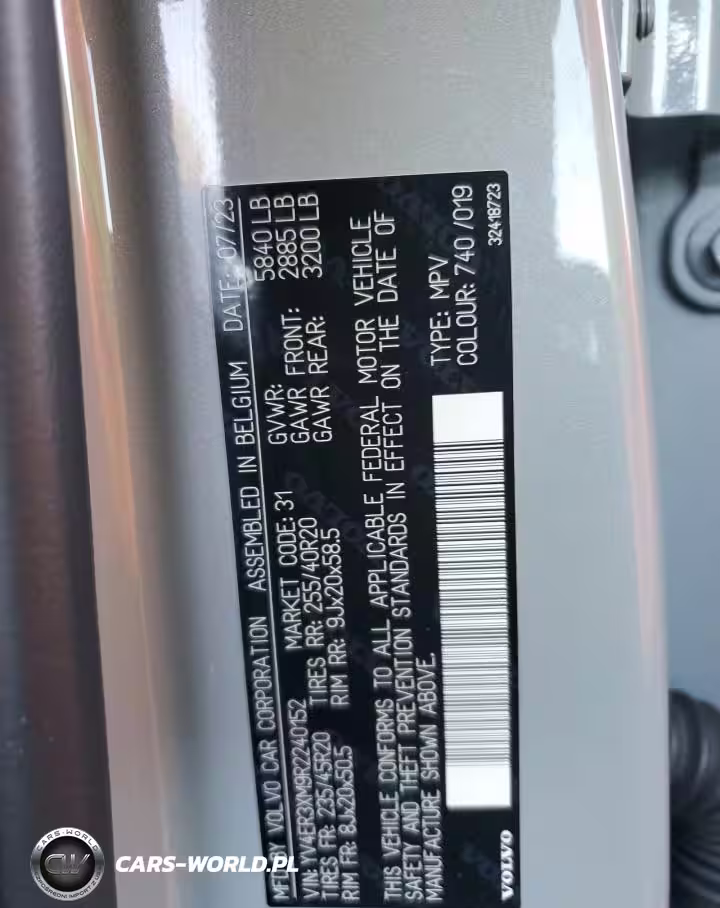 MFD.BY VOLVO CAR CORPORATION ASSEMBLED IN BELGIUM DATE: 07/23
VIN: YV4ER3XM9R2240152 MARKET CODE: 31 GVWR: 5840 LB
TIRES FR: 235/45R20 TIRES RR: 255/40R20 GAWR FRONT: 2885 LB
RIM FR: 8Jx20x50.5 RIM RR: 9Jx20x58.5 GAWR REAR: 3200 LB
THIS VEHICLE CONFORMS TO ALL APPLICABLE FEDERAL MOTOR VEHICLE
SAFETY AND THEFT PREVENTION STANDARDS IN EFFECT ON THE DATE OF
MANUFACTURE SHOWN ABOVE.
TYPE: MPV
COLOUR: 740 /019
32418723
VOLVO
CARS-WORLD
CW
CARS-WORLD.PL